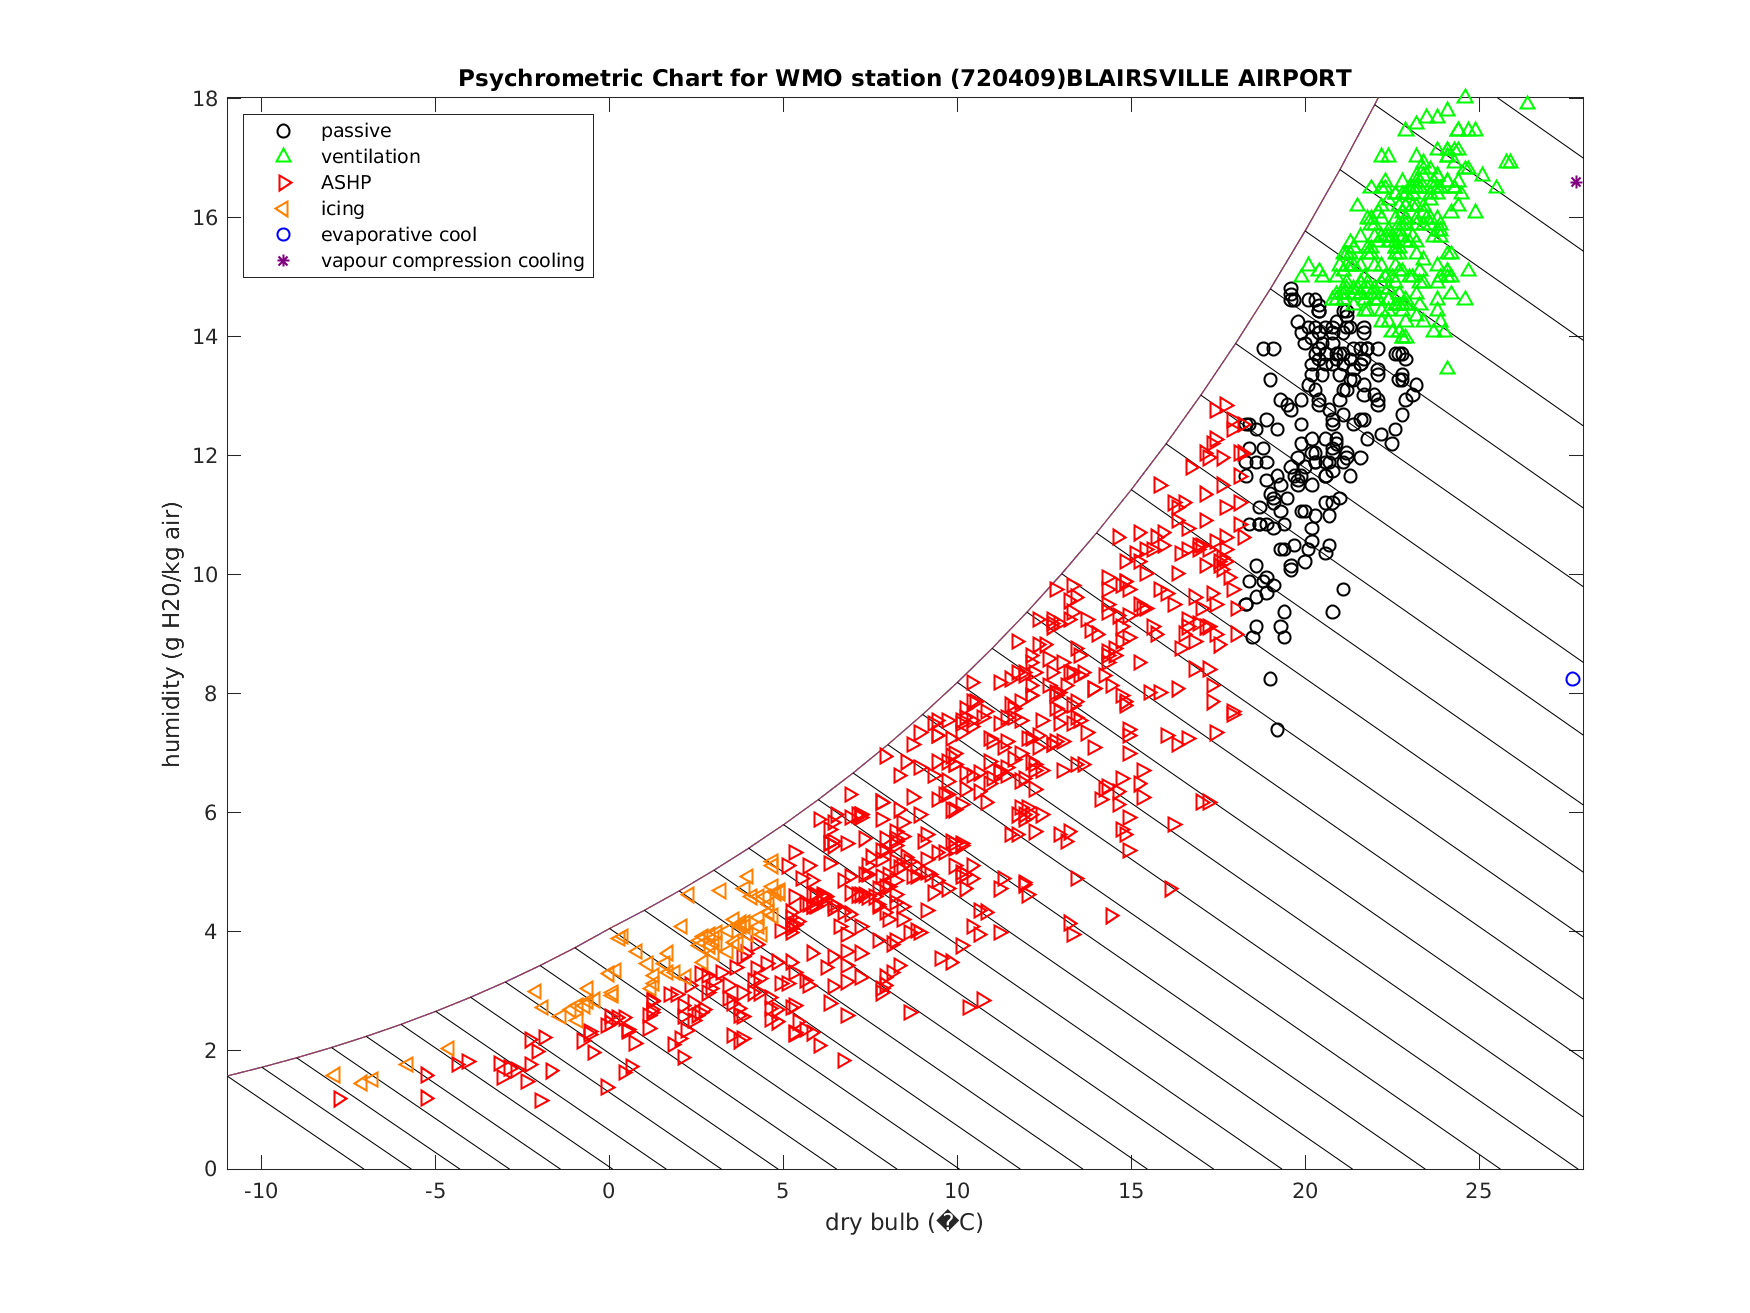 Psychrometric Chart for WMO station (720409)BLAIRSVILLE AIRPORT
passive
ventilation
ASHP
icing
evaporative cool
vapour compression cooling
18
16
14
12
10
8
6
4
2
0
humidity (g H20/kg air)
-10 -5 0 5 10 15 20 25
dry bulb (�C)